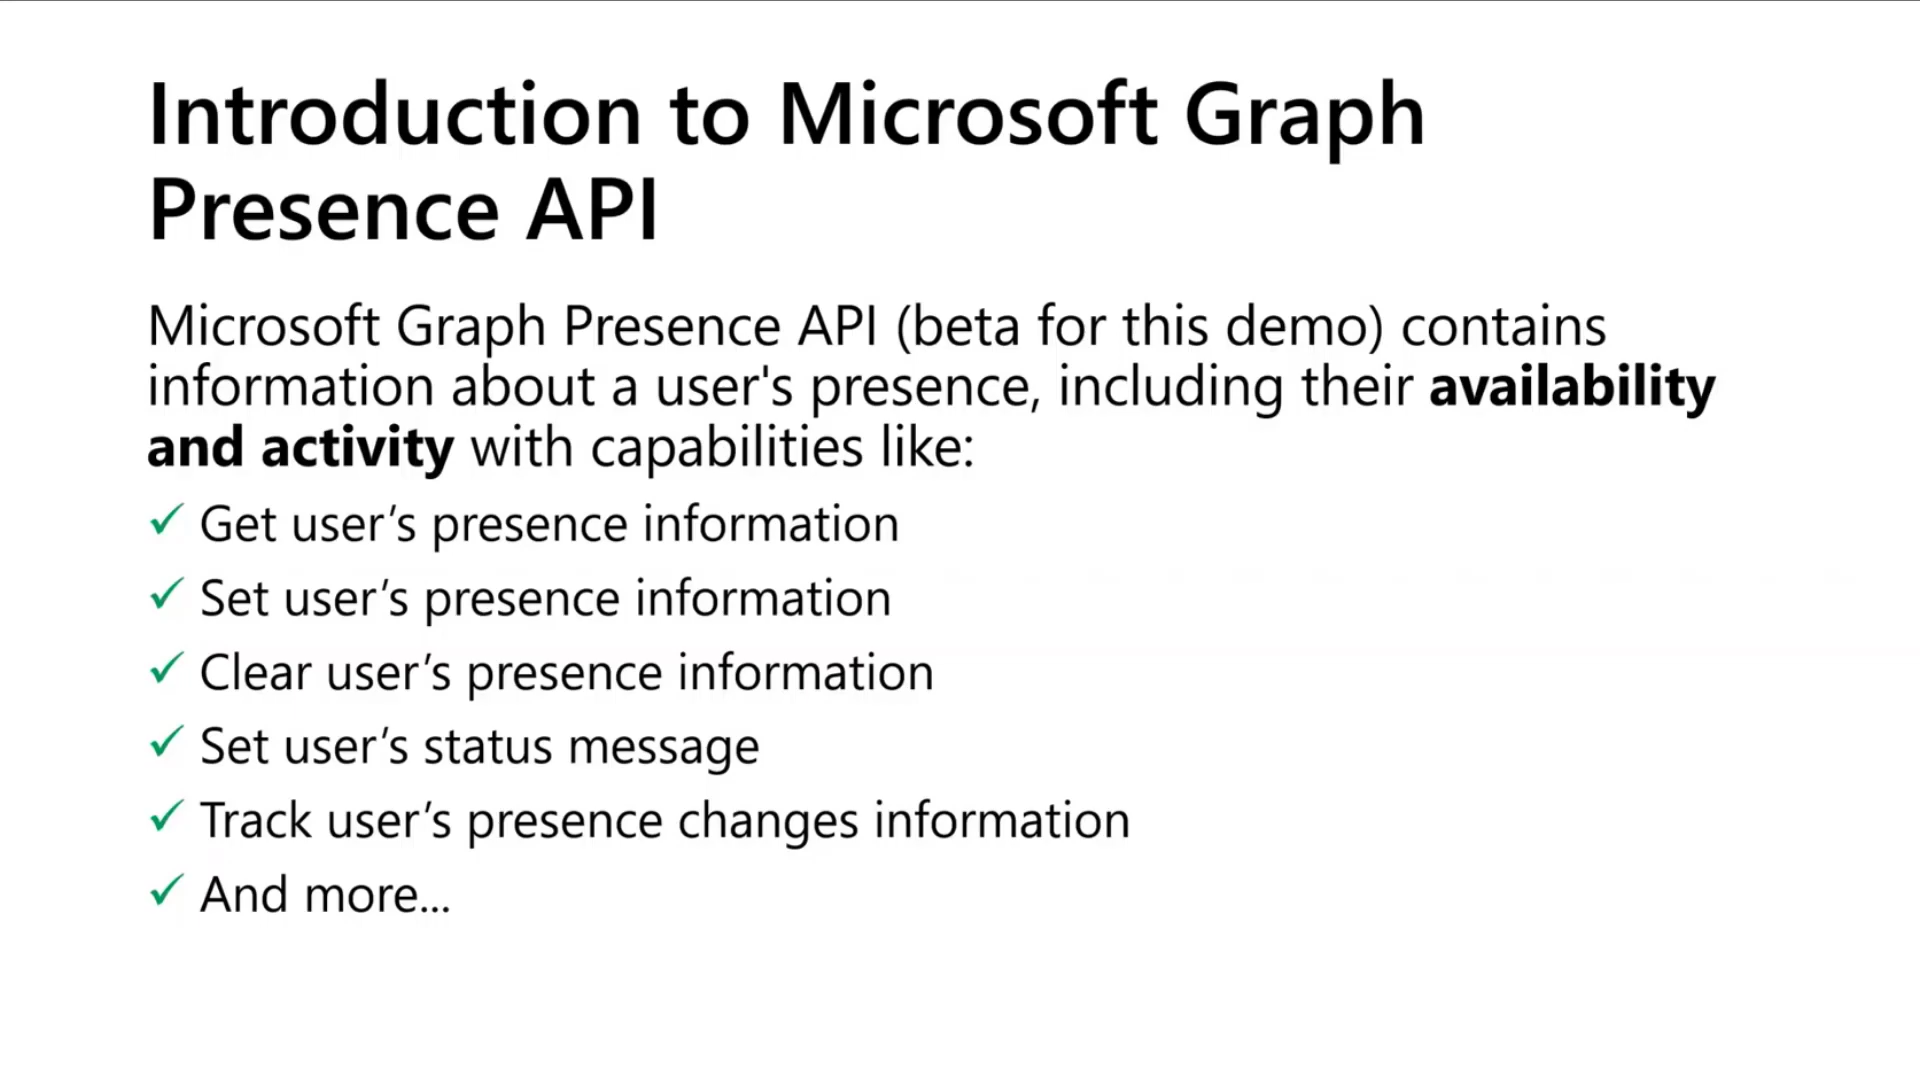 Introduction to Microsoft Graph
Presence API
Microsoft Graph Presence API (beta for this demo) contains
information about a user's presence, including their availability
and activity with capabilities like:
✓ Get user’s presence information
✓ Set user’s presence information
✓ Clear user’s presence information
✓ Set user’s status message
✓ Track user’s presence changes information
✓ And more...